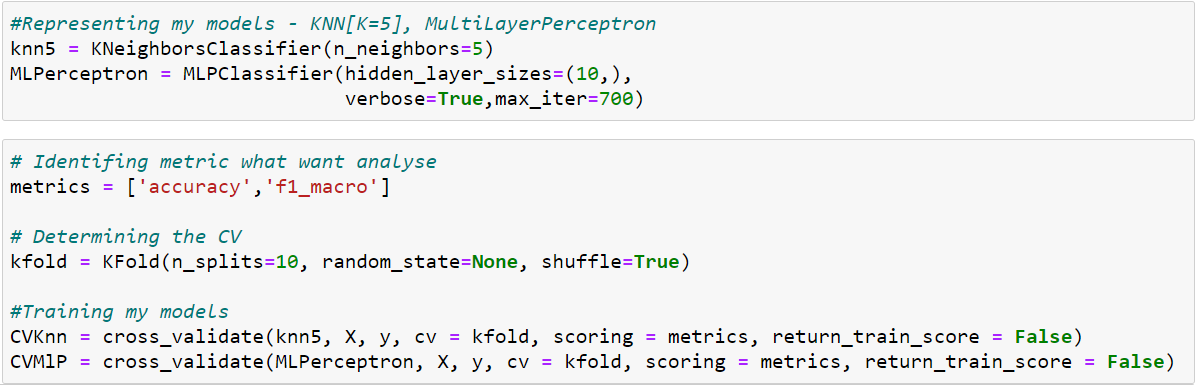 #Representing my models - KNN[K=5], MultiLayerPerceptron
knn5 = KNeighborsClassifier(n_neighbors=5)
MLPerceptron = MLPClassifier(hidden_layer_sizes=(10,),
                             verbose=True,max_iter=700)
# Identifing metric what want analyse
metrics = ['accuracy','f1_macro']
# Determining the CV
kfold = KFold(n_splits=10, random_state=None, shuffle=True)
#Training my models
CVKnn = cross_validate(knn5, X, y, cv = kfold, scoring = metrics, return_train_score = False)
CVMlP = cross_validate(MLPerceptron, X, y, cv = kfold, scoring = metrics, return_train_score = False)